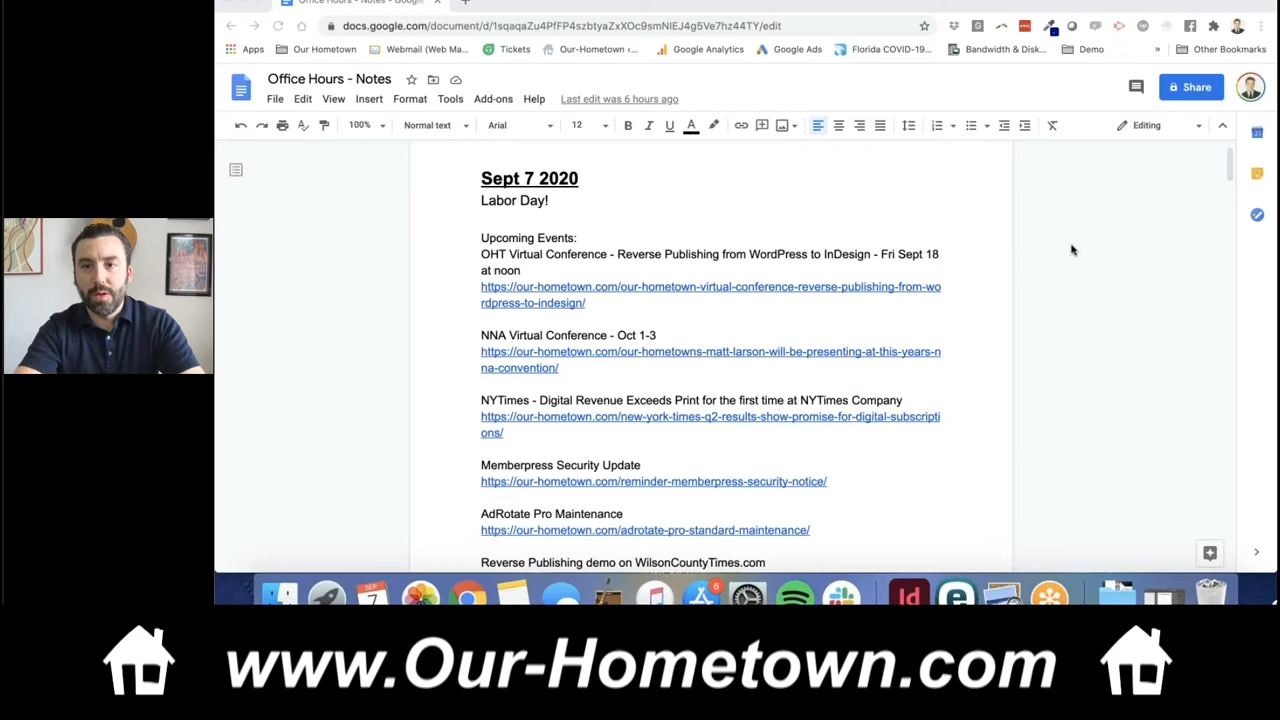 Office Hours - Notes - Google
docs.google.com/document/d/1sqaqaZu4PfFP4szbtyaZxXOc9smNIEJ4g5Ve7hz44TY/edit
Apps Our Hometown Webmail (Web Ma... Tickets Our-Hometown ‹... Google Analytics Google Ads Florida COVID-19... Bandwidth & Disk... Demo » Other Bookmarks
Office Hours - Notes
File Edit View Insert Format Tools Add-ons Help Last edit was 6 hours ago
Share
100% Normal text Arial 12 B I U A Editing
Sept 7 2020
Labor Day!
Upcoming Events:
OHT Virtual Conference - Reverse Publishing from WordPress to InDesign - Fri Sept 18
at noon
https://our-hometown.com/our-hometown-virtual-conference-reverse-publishing-from-wo
rdpress-to-indesign/
NNA Virtual Conference - Oct 1-3
https://our-hometown.com/our-hometowns-matt-larson-will-be-presenting-at-this-years-n
na-convention/
NYTimes - Digital Revenue Exceeds Print for the first time at NYTimes Company
https://our-hometown.com/new-york-times-q2-results-show-promise-for-digital-subscripti
ons/
Memberpress Security Update
https://our-hometown.com/reminder-memberpress-security-notice/
AdRotate Pro Maintenance
https://our-hometown.com/adrotate-pro-standard-maintenance/
Reverse Publishing demo on WilsonCountyTimes.com
SEP
7
6
Id
www.Our-Hometown.com